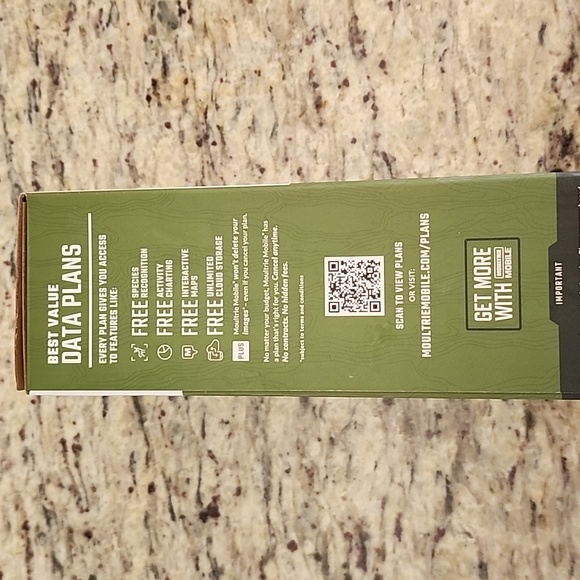 BEST VALUE
DATA PLANS
EVERY PLAN GIVES YOU ACCESS
TO FEATURES LIKE:
FREE SPECIES RECOGNITION
FREE ACTIVITY CHARTING
FREE INTERACTIVE MAPS
FREE UNLIMITED CLOUD STORAGE
PLUS Moultrie Mobile® won't delete your
images* - even if you cancel your plan.
No matter your budget, Moultrie Mobile® has
a plan that's right for you. Cancel anytime.
No contracts. No hidden fees.
*subject to terms and conditions
SCAN TO VIEW PLANS
OR VISIT:
MOULTRIEMOBILE.COM/PLANS
GET MORE
WITH MOULTRIE MOBILE
IMPORTANT